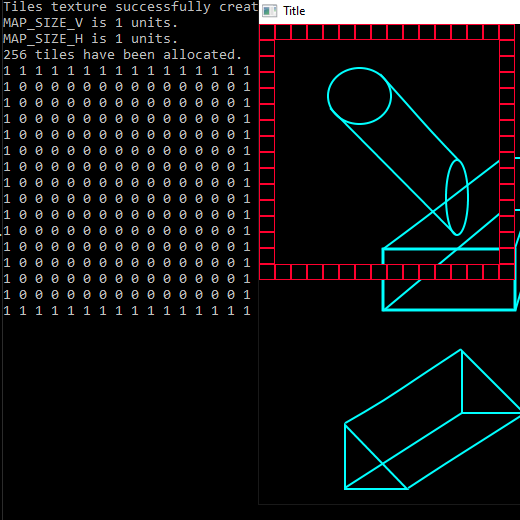 Tiles texture successfully creat
MAP_SIZE_V is 1 units.
MAP_SIZE_H is 1 units.
256 tiles have been allocated.
1 1 1 1 1 1 1 1 1 1 1 1 1 1 1 1
1 0 0 0 0 0 0 0 0 0 0 0 0 0 0 1
1 0 0 0 0 0 0 0 0 0 0 0 0 0 0 1
1 0 0 0 0 0 0 0 0 0 0 0 0 0 0 1
1 0 0 0 0 0 0 0 0 0 0 0 0 0 0 1
1 0 0 0 0 0 0 0 0 0 0 0 0 0 0 1
1 0 0 0 0 0 0 0 0 0 0 0 0 0 0 1
1 0 0 0 0 0 0 0 0 0 0 0 0 0 0 1
1 0 0 0 0 0 0 0 0 0 0 0 0 0 0 1
1 0 0 0 0 0 0 0 0 0 0 0 0 0 0 1
1 0 0 0 0 0 0 0 0 0 0 0 0 0 0 1
1 0 0 0 0 0 0 0 0 0 0 0 0 0 0 1
1 0 0 0 0 0 0 0 0 0 0 0 0 0 0 1
1 0 0 0 0 0 0 0 0 0 0 0 0 0 0 1
1 0 0 0 0 0 0 0 0 0 0 0 0 0 0 1
1 1 1 1 1 1 1 1 1 1 1 1 1 1 1 1
Title